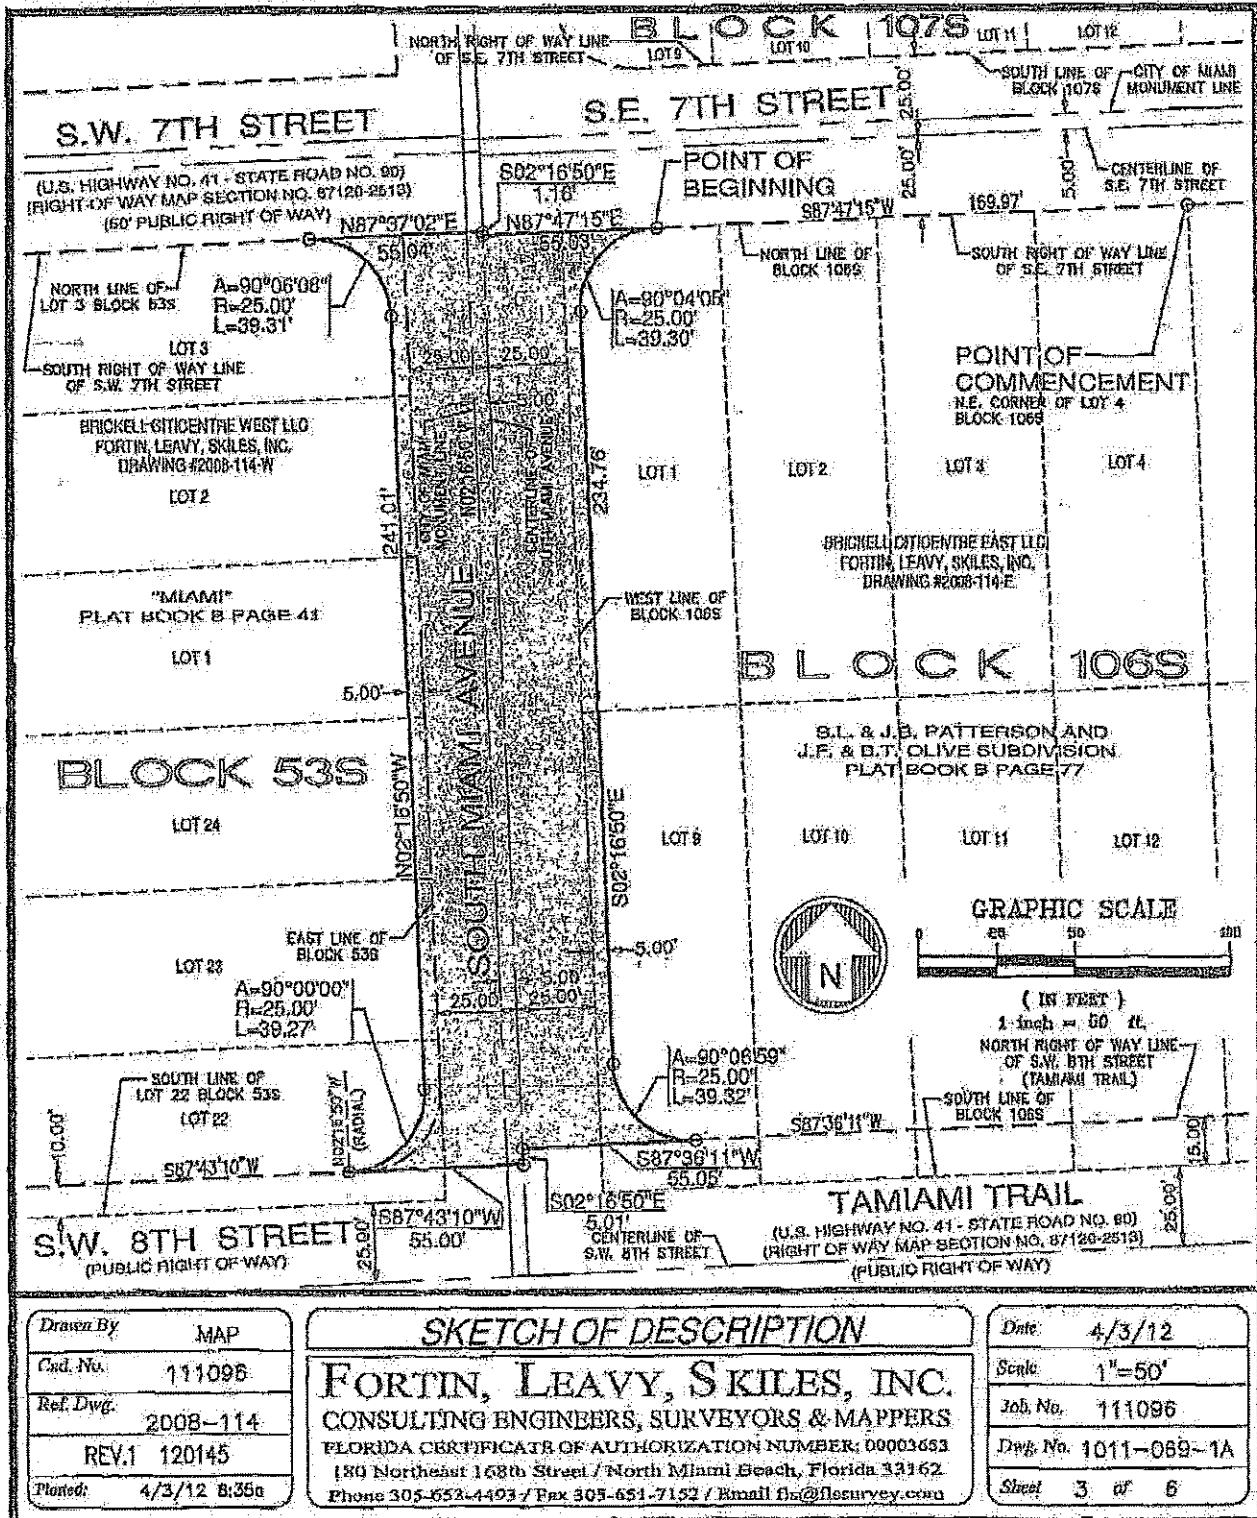 BLOCK 107S
NORTH RIGHT OF WAY LINE
OF S.E. 7TH STREET
LOT 9
LOT 10
LOT 11
LOT 12
SOUTH LINE OF
BLOCK 107S
CITY OF MIAMI
MONUMENT LINE
25.00'
25.00'
5.00'
S.W. 7TH STREET
S.E. 7TH STREET
(U.S. HIGHWAY NO. 41 - STATE ROAD NO. 90)
(RIGHT OF WAY MAP SECTION NO. 87120-2513)
(50' PUBLIC RIGHT OF WAY)
S02°16'50"E
1.16'
POINT OF
BEGINNING
CENTERLINE OF
S.E. 7TH STREET
N87°37'02"E
55.04'
N87°47'15"E
55.03'
S87°47'15"W
169.97'
NORTH LINE OF
LOT 3 BLOCK 53S
NORTH LINE OF
BLOCK 106S
SOUTH RIGHT OF WAY LINE
OF S.E. 7TH STREET
A=90°06'08"
R=25.00'
L=39.31'
A=90°04'05"
R=25.00'
L=39.30'
LOT 3
SOUTH RIGHT OF WAY LINE
OF S.W. 7TH STREET
25.00'
25.00'
5.00'
POINT OF
COMMENCEMENT
N.E. CORNER OF LOT 4
BLOCK 106S
BRICKELL CITICENTRE WEST LLC
FORTIN, LEAVY, SKILES, INC.
DRAWING #2008-114-W
LOT 2
241.01'
CITY OF MIAMI
MONUMENT LINE
N02°16'50"W
CENTERLINE OF
SOUTH MIAMI AVENUE
234.76'
LOT 1
LOT 2
LOT 3
LOT 4
BRICKELL CITICENTRE EAST LLC
FORTIN, LEAVY, SKILES, INC.
DRAWING #2008-114-E
"MIAMI"
PLAT BOOK B PAGE 41
LOT 1
WEST LINE OF
BLOCK 106S
5.00'
SOUTH MIAMI AVENUE
BLOCK 106S
S.L. & J.B. PATTERSON AND
J.F. & B.T. OLIVE SUBDIVISION
PLAT BOOK B PAGE 77
BLOCK 53S
LOT 24
N02°16'50"W
S02°16'50"E
LOT 9
LOT 10
LOT 11
LOT 12
EAST LINE OF
BLOCK 53S
LOT 23
5.00'
5.00'
25.00'
25.00'
A=90°00'00"
R=25.00'
L=39.27'
N
GRAPHIC SCALE
0
50
100
( IN FEET )
1 inch = 50 ft.
A=90°06'59"
R=25.00'
L=39.32'
NORTH RIGHT OF WAY LINE
OF S.W. 8TH STREET
(TAMIAMI TRAIL)
SOUTH LINE OF
LOT 22 BLOCK 53S
LOT 22
10.00'
N02°16'50"W
(RADIAL)
S87°43'10"W
S87°36'11"W
SOUTH LINE OF
BLOCK 106S
15.00'
S87°36'11"W
55.05'
S02°16'50"E
5.01'
S87°43'10"W
55.00'
25.00'
S.W. 8TH STREET
(PUBLIC RIGHT OF WAY)
CENTERLINE OF
S.W. 8TH STREET
TAMIAMI TRAIL
(U.S. HIGHWAY NO. 41 - STATE ROAD NO. 90)
(RIGHT OF WAY MAP SECTION NO. 87120-2513)
(PUBLIC RIGHT OF WAY)
25.00'
Drawn By MAP
Cad. No. 111096
Ref. Dwg. 2008-114
REV.1 120145
Plotted: 4/3/12 8:35a
SKETCH OF DESCRIPTION
FORTIN, LEAVY, SKILES, INC.
CONSULTING ENGINEERS, SURVEYORS & MAPPERS
FLORIDA CERTIFICATE OF AUTHORIZATION NUMBER: 00003653
180 Northeast 168th Street / North Miami Beach, Florida 33162
Phone 305-653-4493 / Fax 305-651-7152 / Email fls@flssurvey.com
Date 4/3/12
Scale 1"=50'
Job. No. 111096
Dwg. No. 1011-069-1A
Sheet 3 of 6